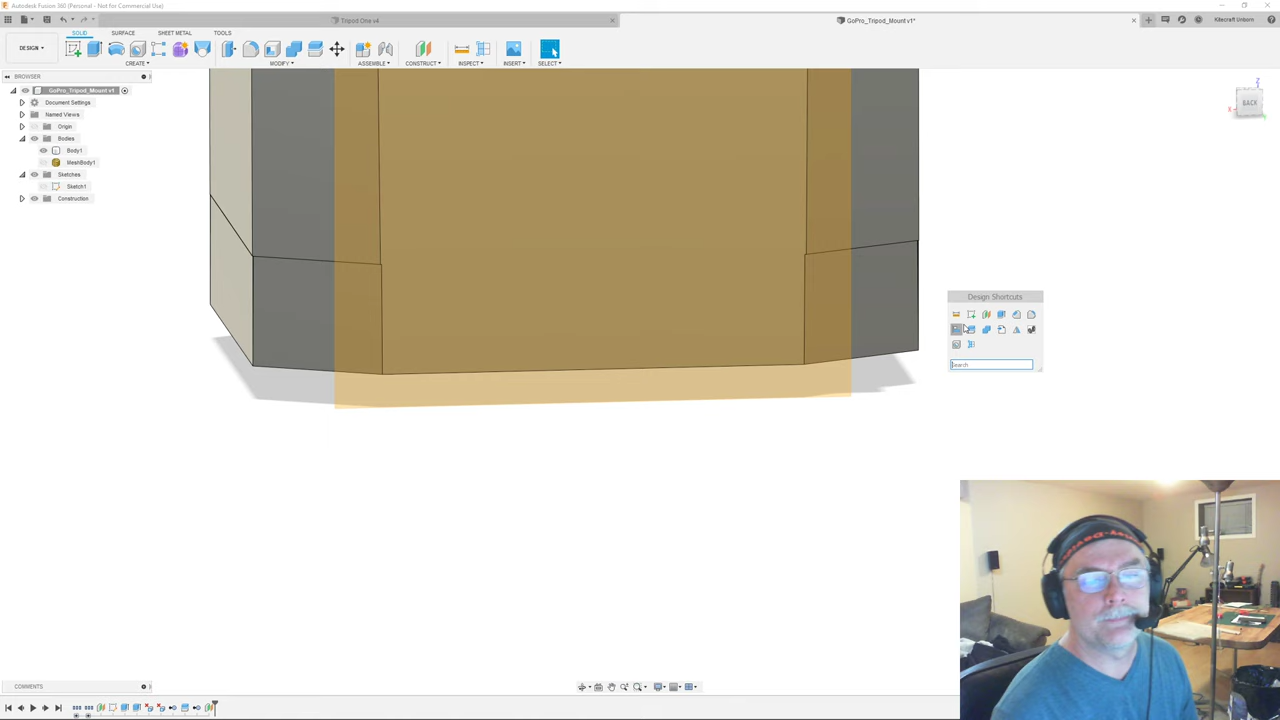 Autodesk Fusion 360 (Personal - Not for Commercial Use)
Tripod One v4
GoPro_Tripod_Mount v1*
Kilecraft Unborn
DESIGN
SOLID
SURFACE
SHEET METAL
TOOLS
CREATE
MODIFY
ASSEMBLE
CONSTRUCT
INSPECT
INSERT
SELECT
BROWSER
GoPro_Tripod_Mount v1
Document Settings
Named Views
Origin
Bodies
Body1
MeshBody1
Sketches
Sketch1
Construction
Z
BACK
X
Y
Design Shortcuts
Search
COMMENTS